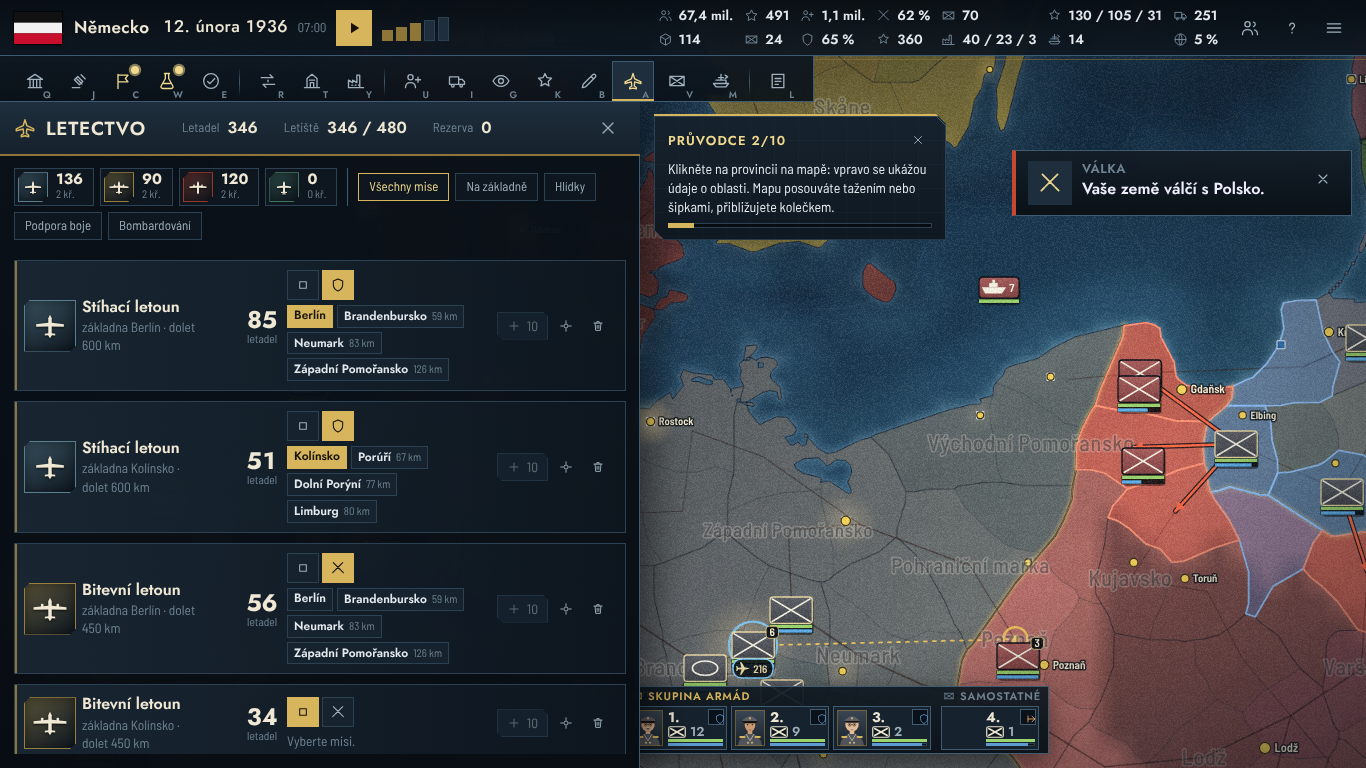 Německo 12. února 1936 07:00
67,4 mil. 491 1,1 mil. 62 % 70 130 / 105 / 31 251
114 24 65 % 360 40 / 23 / 3 14 5 %
?
Q J C W E R T Y U I G K B A V M L
LETECTVO Letadel 346 Letiště 346 / 480 Rezerva 0
136 90 120 0
2 kř. 2 kř. 2 kř. 0 kř.
Všechny mise Na základně Hlídky
Podpora boje Bombardování
Stíhací letoun
základna Berlín · dolet
600 km
85
letadel
Berlín Brandenbursko 59 km
Neumark 83 km
Západní Pomořansko 126 km
+ 10
Stíhací letoun
základna Kolínsko ·
dolet 600 km
51
letadel
Kolínsko Porúří 67 km
Dolní Porýní 77 km
Limburg 80 km
+ 10
Bitevní letoun
základna Berlín · dolet
450 km
56
letadel
Berlín Brandenbursko 59 km
Neumark 83 km
Západní Pomořansko 126 km
+ 10
Bitevní letoun
základna Kolínsko ·
dolet 450 km
34
letadel
Vyberte misi.
+ 10
PRŮVODCE 2/10
Klikněte na provincii na mapě: vpravo se ukážou
údaje o oblasti. Mapu posouváte tažením nebo
šipkami, přibližujete kolečkem.
VÁLKA
Vaše země válčí s Polsko.
Skåne
7
Gdaňsk
Elbing
Rostock
Východní Pomořansko
Západní Pomořansko
Pohraniční marka
Kujavsko
Toruň
6
216
Neumark
Poznaň
3
Poznaň
Lodž
Lodž
SKUPINA ARMÁD SAMOSTATNÉ
1. 2. 3. 4.
12 9 2 1